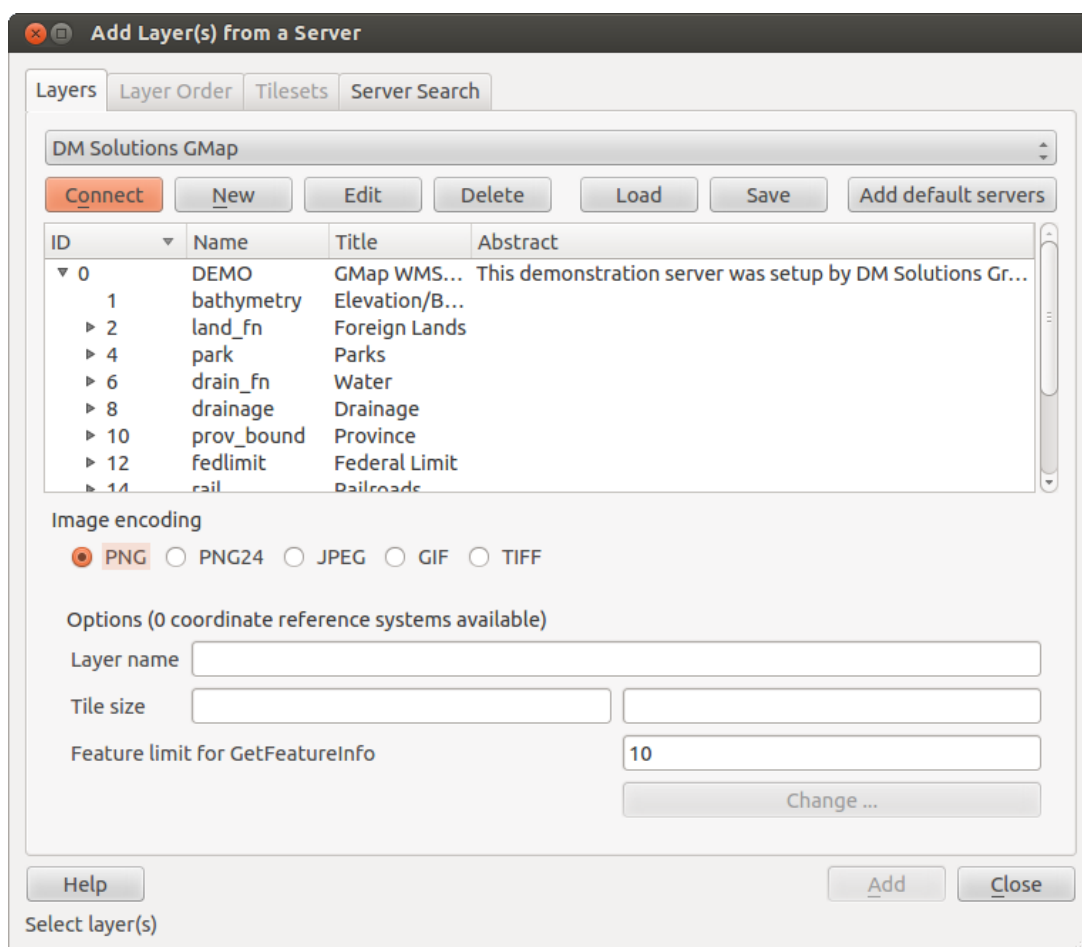 Add Layer(s) from a Server
Layers Layer Order Tilesets Server Search
DM Solutions GMap
Connect New Edit Delete Load Save Add default servers
ID Name Title Abstract
0 DEMO GMap WMS... This demonstration server was setup by DM Solutions Gr...
1 bathymetry Elevation/B...
2 land_fn Foreign Lands
4 park Parks
6 drain_fn Water
8 drainage Drainage
10 prov_bound Province
12 fedlimit Federal Limit
14 rail Railroads
Image encoding
PNG PNG24 JPEG GIF TIFF
Options (0 coordinate reference systems available)
Layer name
Tile size
Feature limit for GetFeatureInfo 10
Change ...
Help Add Close
Select layer(s)